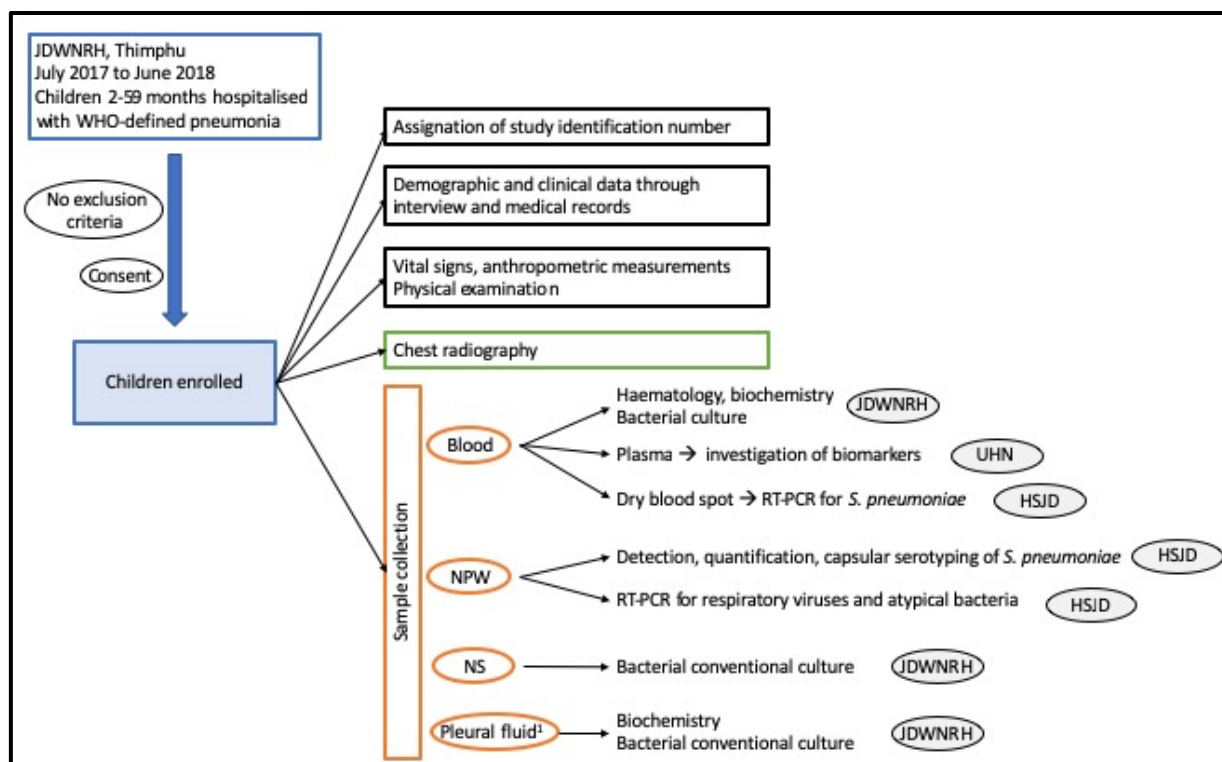 JDWNRH, Thimphu
July 2017 to June 2018
Children 2-59 months hospitalised
with WHO-defined pneumonia
No exclusion
criteria
Consent
Children enrolled
Assignation of study identification number
Demographic and clinical data through
interview and medical records
Vital signs, anthropometric measurements
Physical examination
Chest radiography
Sample collection
Blood
Haematology, biochemistry
Bacterial culture
JDWNRH
Plasma → investigation of biomarkers
UHN
Dry blood spot → RT-PCR for S. pneumoniae
HSJD
NPW
Detection, quantification, capsular serotyping of S. pneumoniae
HSJD
RT-PCR for respiratory viruses and atypical bacteria
HSJD
NS
Bacterial conventional culture
JDWNRH
Pleural fluid¹
Biochemistry
Bacterial conventional culture
JDWNRH